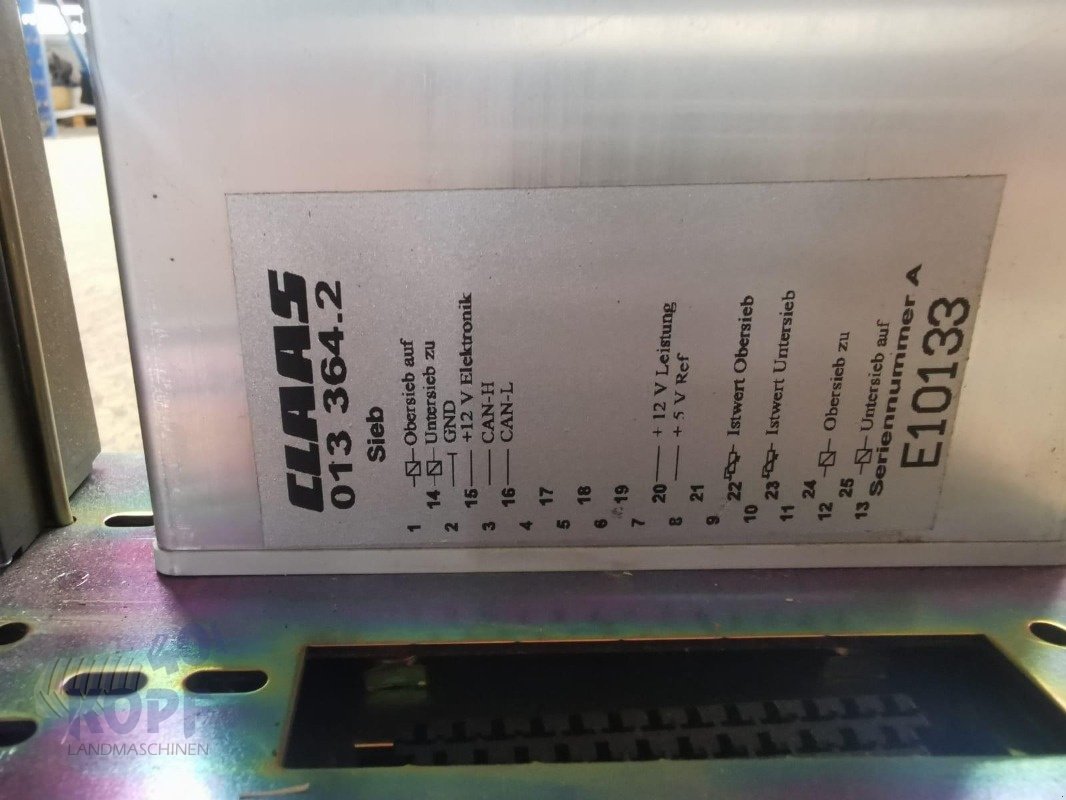 CLAAS
013 364.2
Sieb
1 Obersieb auf
14 Untersieb zu
2 GND
15 +12 V Elektronik
3 CAN-H
16 CAN-L
4
17
5
18
6
19
7
20 + 12 V Leistung
8 + 5 V Ref
21
9
22 Istwert Obersieb
10
23 Istwert Untersieb
11
24
12 Obersieb zu
25
13 Untersieb auf
Seriennummer A
E10133
KOPF
LANDMASCHINEN